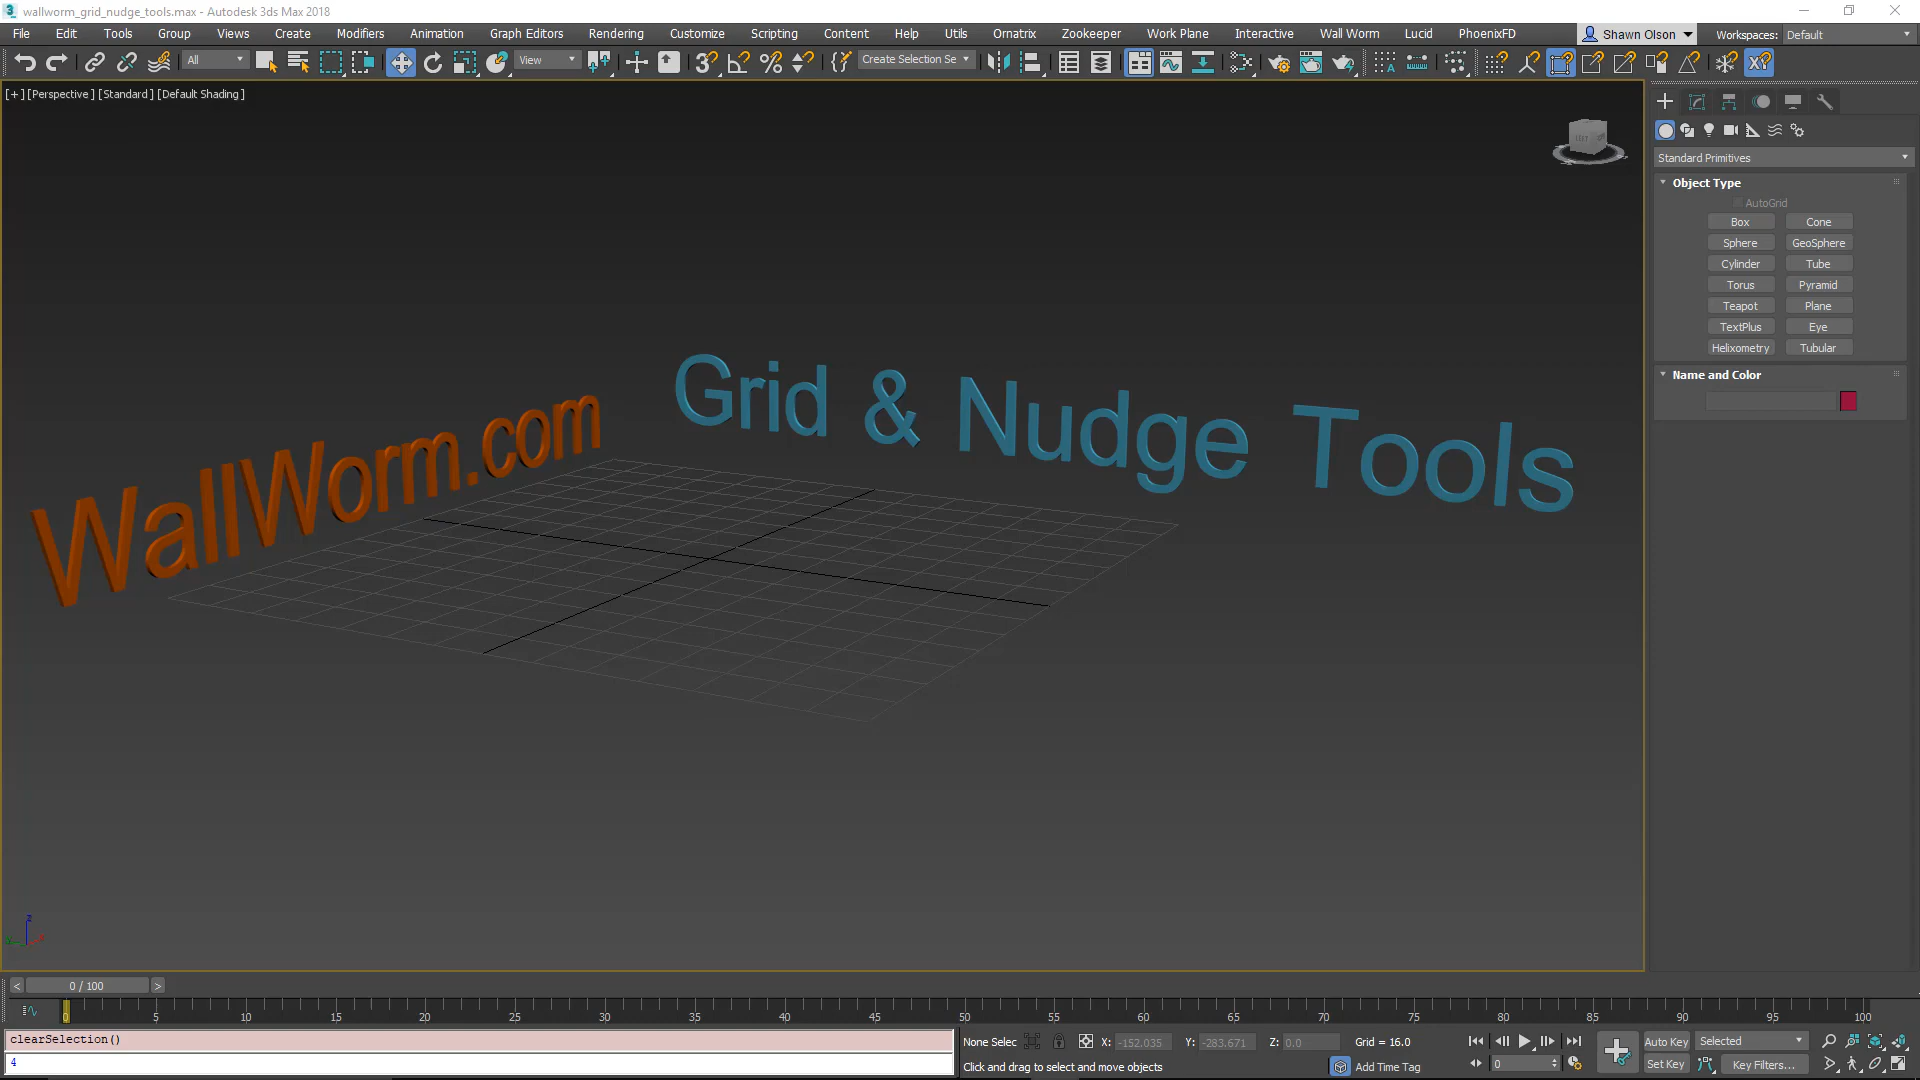 wallworm_grid_nudge_tools.max - Autodesk 3ds Max 2018
File Edit Tools Group Views Create Modifiers Animation Graph Editors Rendering Customize Scripting Content Help Utils Ornatrix Zookeeper Work Plane Interactive Wall Worm Lucid PhoenixFD Shawn Olson Workspaces: Default
All View Create Selection Se
[+] [Perspective] [Standard] [Default Shading]
LEFT
Standard Primitives
Object Type
AutoGrid
Box Cone
Sphere GeoSphere
Cylinder Tube
Torus Pyramid
Teapot Plane
TextPlus Eye
Helixometry Tubular
Name and Color
WallWorm.com
Grid & Nudge Tools
z
< 0 / 100 >
0 5 10 15 20 25 30 35 40 45 50 55 60 65 70 75 80 85 90 95 100
clearSelection()
4
None Selec X: -152.035 Y: -283.671 Z: 0.0 Grid = 16.0
Click and drag to select and move objects Add Time Tag
0
Auto Key Selected
Set Key Key Filters...